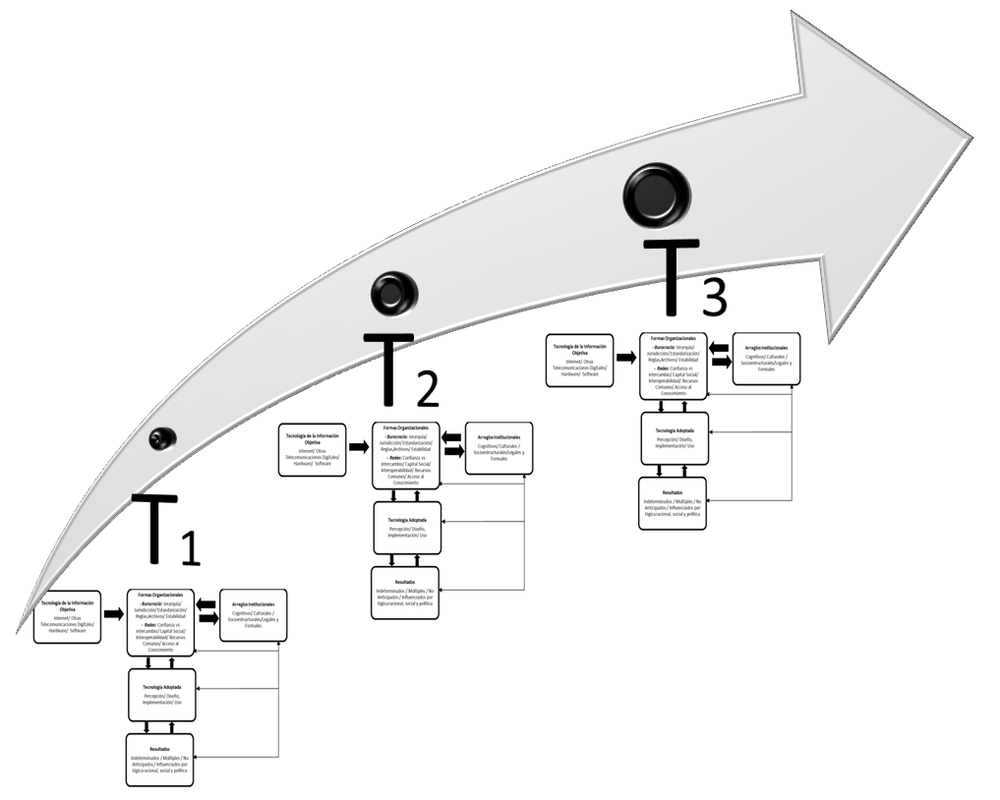 T 3
T 2
T 1
Tecnología de la Información
Objetiva
Internet/ Otras
Telecomunicaciones Digitales/
Hardware/ Software
Formas Organizacionales
- Burocracia: Jerarquía/
Jurisdicción/Estandarización/
Reglas,Archivos/ Estabilidad
- Redes: Confianza vs
Intercambio/ Capital Social/
Interoperabilidad/ Recursos
Comunes/ Acceso al
Conocimiento
Arreglos Institucionales
Cognitivos/ Culturales /
Socioestructurales/Legales y
Formales
Tecnología Adoptada
Percepción/ Diseño,
Implementación/ Uso
Resultados
Indeterminados / Múltiples / No
Anticipados / Influenciados por
lógica racional, social y política
Tecnología de la Información
Objetiva
Internet/ Otras
Telecomunicaciones Digitales/
Hardware/ Software
Formas Organizacionales
- Burocracia: Jerarquía/
Jurisdicción/Estandarización/
Reglas,Archivos/ Estabilidad
- Redes: Confianza vs
Intercambio/ Capital Social/
Interoperabilidad/ Recursos
Comunes/ Acceso al
Conocimiento
Arreglos Institucionales
Cognitivos/ Culturales /
Socioestructurales/Legales y
Formales
Tecnología Adoptada
Percepción/ Diseño,
Implementación/ Uso
Resultados
Indeterminados / Múltiples / No
Anticipados / Influenciados por
lógica racional, social y política
Tecnología de la Información
Objetiva
Internet/ Otras
Telecomunicaciones Digitales/
Hardware/ Software
Formas Organizacionales
- Burocracia: Jerarquía/
Jurisdicción/Estandarización/
Reglas,Archivos/ Estabilidad
- Redes: Confianza vs
Intercambio/ Capital Social/
Interoperabilidad/ Recursos
Comunes/ Acceso al
Conocimiento
Arreglos Institucionales
Cognitivos/ Culturales /
Socioestructurales/Legales y
Formales
Tecnología Adoptada
Percepción/ Diseño,
Implementación/ Uso
Resultados
Indeterminados / Múltiples / No
Anticipados / Influenciados por
lógica racional, social y política